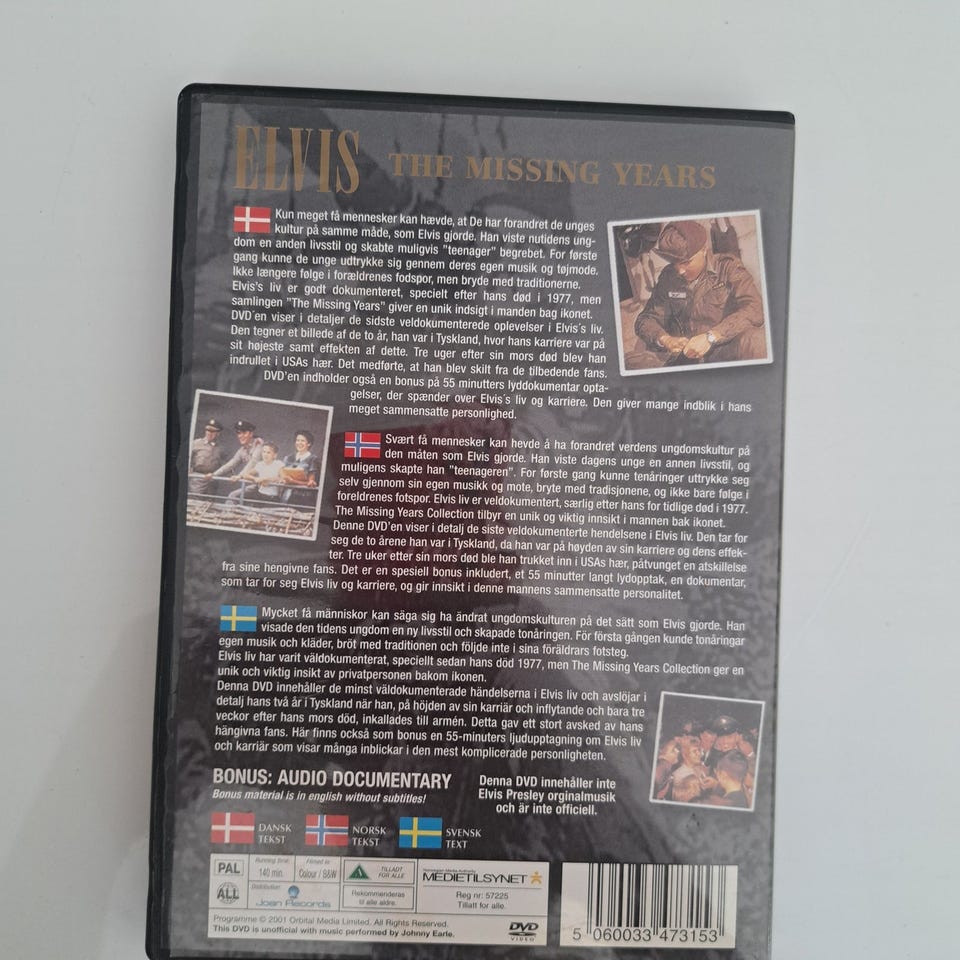 ELVIS THE MISSING YEARS
Kun meget få mennesker kan hævde, at De har forandret de unges
kultur på samme måde, som Elvis gjorde. Han viste nutidens ung-
dom en anden livsstil og skabte muligvis "teenager" begrebet. For første
gang kunne de unge udtrykke sig gennem deres egen musik og tøjmode.
Ikke længere følge i forældrenes fodspor, men bryde med traditionerne.
Elvis's liv er godt dokumenteret, specielt efter hans død i 1977, men
samlingen "The Missing Years" giver en unik indsigt i manden bag ikonet.
DVD´en viser i detaljer de sidste veldokumenterede oplevelser i Elvis´s liv.
Den tegner et billede af de to år, han var i Tyskland, hvor hans karriere var på
sit højeste samt effekten af dette. Tre uger efter sin mors død blev han
indrullet i USAs hær. Det medførte, at han blev skilt fra de tilbedende fans.
DVD'en indholder også en bonus på 55 minutters lyddokumentar opta-
gelser, der spænder over Elvis´s liv og karriere. Den giver mange indblik i hans
meget sammensatte personlighed.
Svært få mennesker kan hevde å ha forandret verdens ungdomskultur på
den måten som Elvis gjorde. Han viste dagens unge en annen livsstil, og
muligens skapte han "teenageren". For første gang kunne tenåringer uttrykke seg
selv gjennom sin egen musikk og mote, bryte med tradisjonene, og ikke bare følge i
foreldrenes fotspor. Elvis liv er veldokumentert, særlig etter hans for tidlige død i 1977.
The Missing Years Collection tilbyr en unik og viktig innsikt i mannen bak ikonet.
Denne DVD'en viser i detalj de siste veldokumenterte hendelsene i Elvis liv. Den tar for
seg de to årene han var i Tyskland, da han var på høyden av sin karriere og dens effek-
ter. Tre uker etter sin mors død ble han trukket inn i USAs hær, påtvunget en atskillelse
fra sine hengivne fans. Det er en spesiell bonus inkludert, et 55 minutter langt lydopptak, en dokumentar,
som tar for seg Elvis liv og karriere, og gir innsikt i denne mannens sammensatte personalitet.
Mycket få människor kan säga sig ha ändrat ungdomskulturen på det sätt som Elvis gjorde. Han
visade den tidens ungdom en ny livsstil och skapade tonåringen. För första gången kunde tonåringar
egen musik och kläder, bröt med traditionen och följde inte i sina föräldrars fotsteg.
Elvis liv har varit väldokumenterat, speciellt sedan hans död 1977, men The Missing Years Collection ger en
unik och viktig insikt av privatpersonen bakom ikonen.
Denna DVD innehåller de minst väldokumenterade händelserna i Elvis liv och avslöjar i
detalj hans två år i Tyskland när han, på höjden av sin karriär och inflytande och bara tre
veckor efter hans mors död, inkallades till armén. Detta gav ett stort avsked av hans
hängivna fans. Här finns också som bonus en 55-minuters ljudupptagning om Elvis liv
och karriär som visar många inblickar i den mest komplicerade personligheten.
BONUS: AUDIO DOCUMENTARY
Bonus material is in english without subtitles!
Denna DVD innehåller inte
Elvis Presley orginalmusik
och är inte officiell.
DANSK
TEKST
NORSK
TEKST
SVENSK
TEXT
PAL
Running time:
140 min.
Filmed in
Colour / S&W
TILLADT
FOR ALLE
ALL
Distribution:
Joan Records
Rekommenderas
til alle aldre.
Norwegian Media Authority
MEDIETILSYNET
Reg nr: 57225
Tillatt for alle.
Programme © 2001 Orbital Media Limited. All Rights Reserved.
This DVD is unofficial with music performed by Johnny Earle.
DVD
VIDEO
5 060033 473153